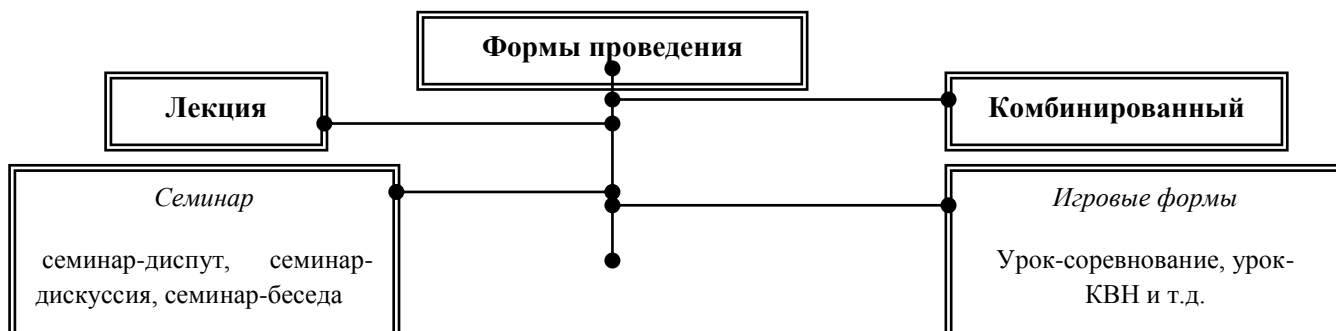 Формы проведения
Лекция
Комбинированный
Семинар
семинар-диспут, семинар-
дискуссия, семинар-беседа
Игровые формы
Урок-соревнование, урок-
КВН и т.д.